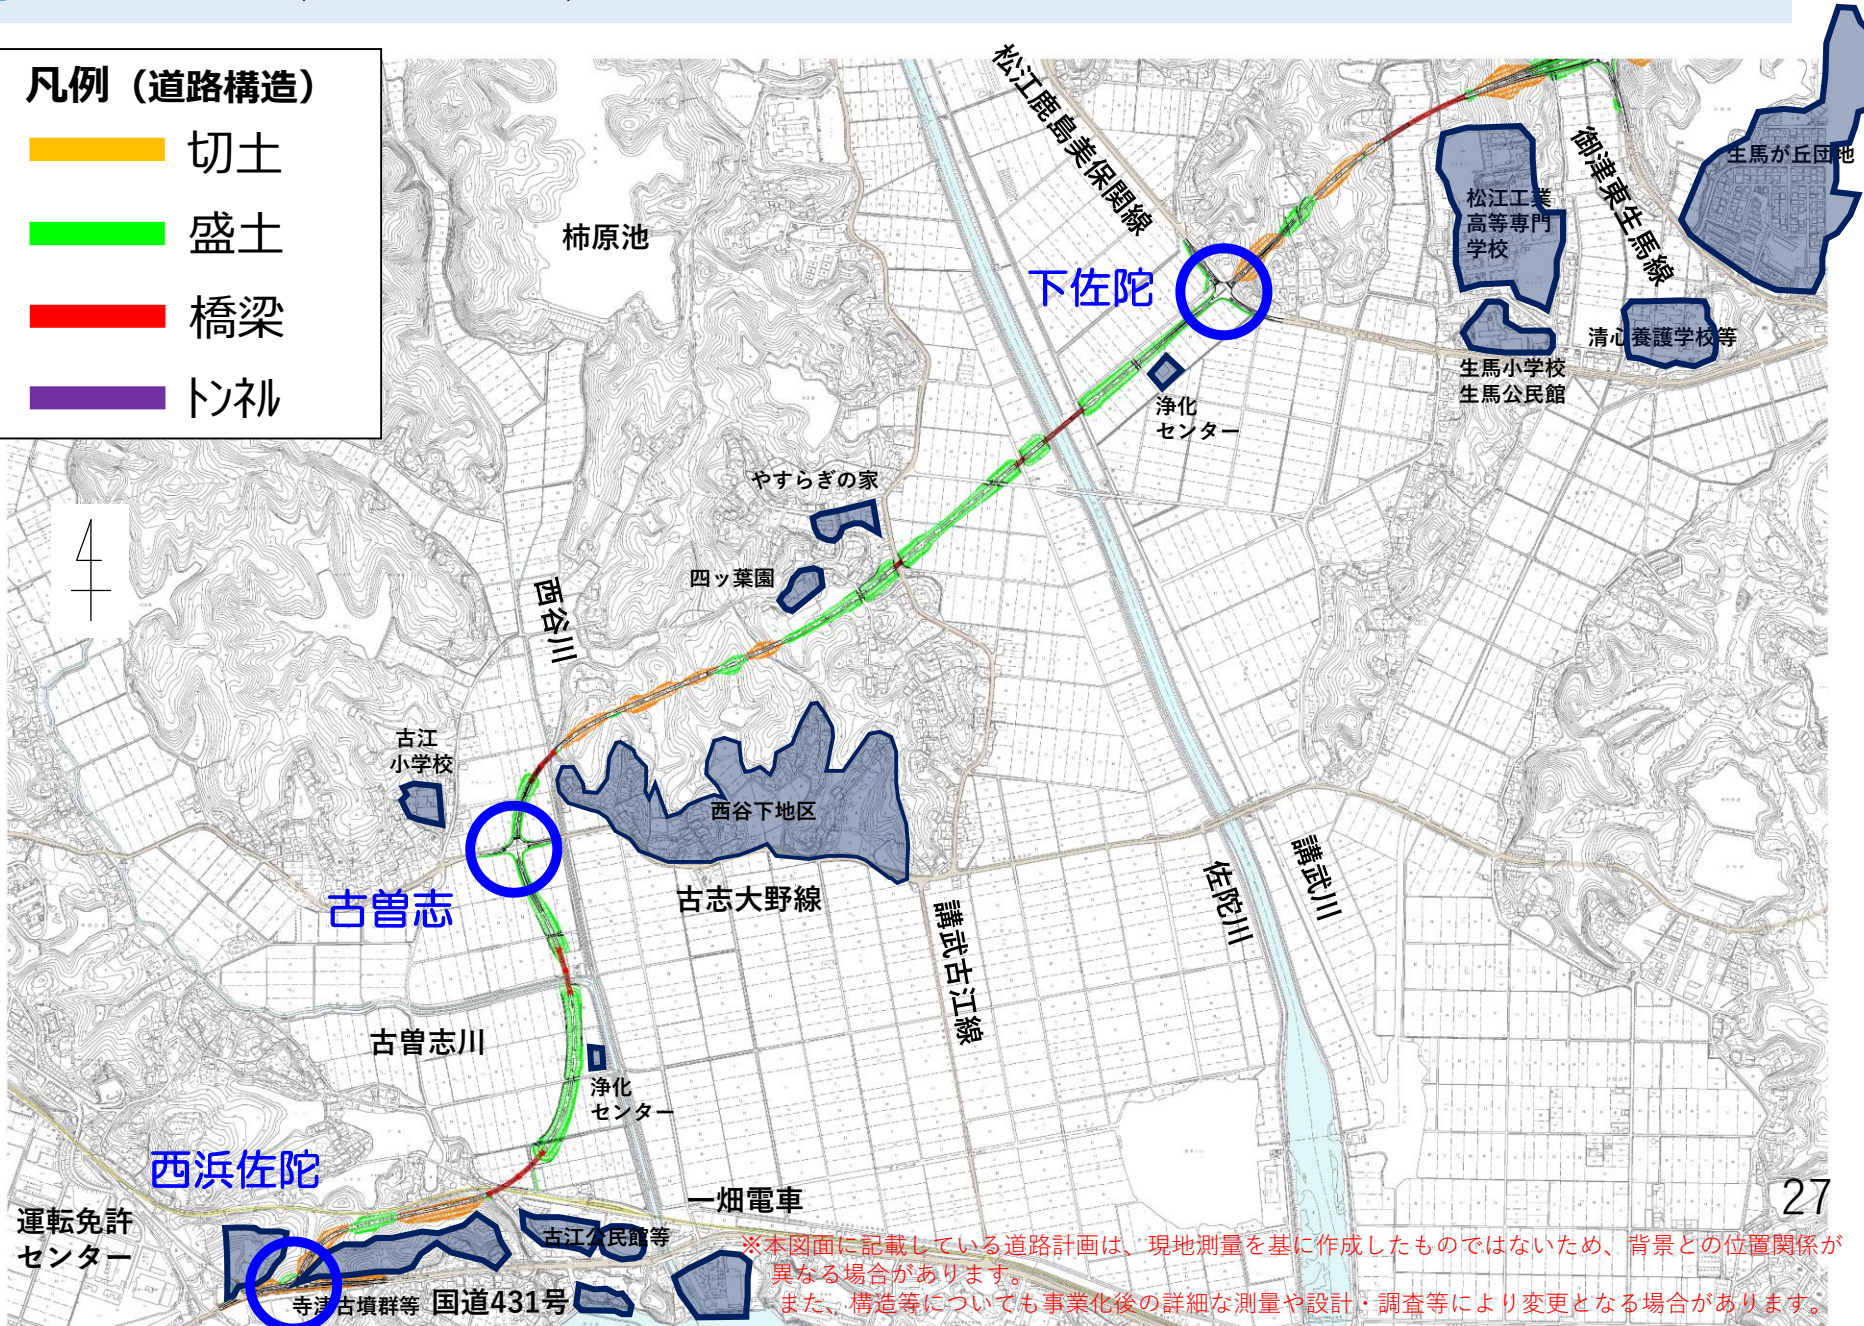 凡例（道路構造）
切土
盛土
橋梁
トンネル
松江鹿島美保関線
柿原池
下佐陀
御津東生馬線
生馬が丘団地
松江工業
高等専門
学校
清心養護学校等
生馬小学校
生馬公民館
浄化
センター
やすらぎの家
四ッ葉園
西谷川
古江
小学校
西谷下地区
古曽志
古志大野線
講武古江線
佐陀川
講武川
古曽志川
浄化
センター
西浜佐陀
運転免許
センター
一畑電車
古江公民館等
寺津古墳群等
国道431号
27
※本図面に記載している道路計画は、現地測量を基に作成したものではないため、背景との位置関係が
異なる場合があります。
また、構造等についても事業化後の詳細な測量や設計・調査等により変更となる場合があります。